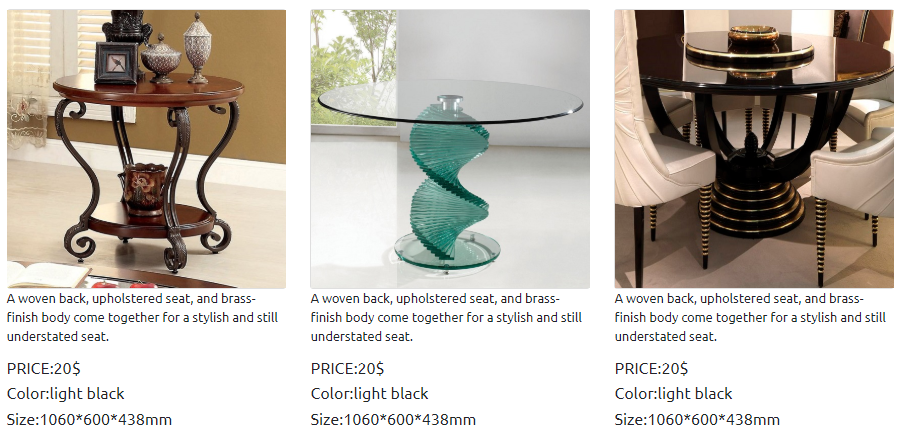 A woven back, upholstered seat, and brass-
finish body come together for a stylish and still
understated seat.
PRICE:20$
Color:light black
Size:1060*600*438mm
A woven back, upholstered seat, and brass-
finish body come together for a stylish and still
understated seat.
PRICE:20$
Color:light black
Size:1060*600*438mm
A woven back, upholstered seat, and brass-
finish body come together for a stylish and still
understated seat.
PRICE:20$
Color:light black
Size:1060*600*438mm